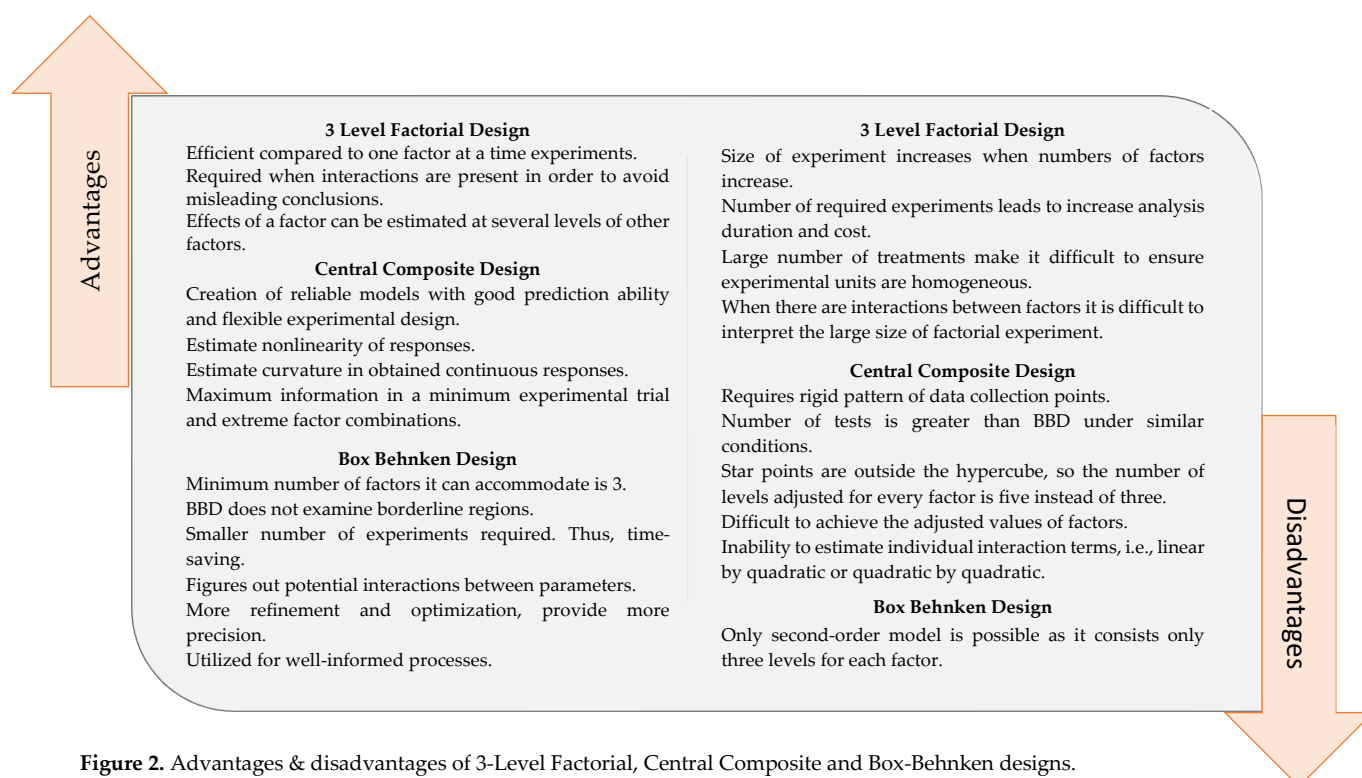 Advantages
3 Level Factorial Design
Efficient compared to one factor at a time experiments.
Required when interactions are present in order to avoid
misleading conclusions.
Effects of a factor can be estimated at several levels of other
factors.
Central Composite Design
Creation of reliable models with good prediction ability
and flexible experimental design.
Estimate nonlinearity of responses.
Estimate curvature in obtained continuous responses.
Maximum information in a minimum experimental trial
and extreme factor combinations.
Box Behnken Design
Minimum number of factors it can accommodate is 3.
BBD does not examine borderline regions.
Smaller number of experiments required. Thus, time-
saving.
Figures out potential interactions between parameters.
More refinement and optimization, provide more
precision.
Utilized for well-informed processes.
3 Level Factorial Design
Size of experiment increases when numbers of factors
increase.
Number of required experiments leads to increase analysis
duration and cost.
Large number of treatments make it difficult to ensure
experimental units are homogeneous.
When there are interactions between factors it is difficult to
interpret the large size of factorial experiment.
Central Composite Design
Requires rigid pattern of data collection points.
Number of tests is greater than BBD under similar
conditions.
Star points are outside the hypercube, so the number of
levels adjusted for every factor is five instead of three.
Difficult to achieve the adjusted values of factors.
Inability to estimate individual interaction terms, i.e., linear
by quadratic or quadratic by quadratic.
Box Behnken Design
Only second-order model is possible as it consists only
three levels for each factor.
Disadvantages
Figure 2. Advantages & disadvantages of 3-Level Factorial, Central Composite and Box-Behnken designs.